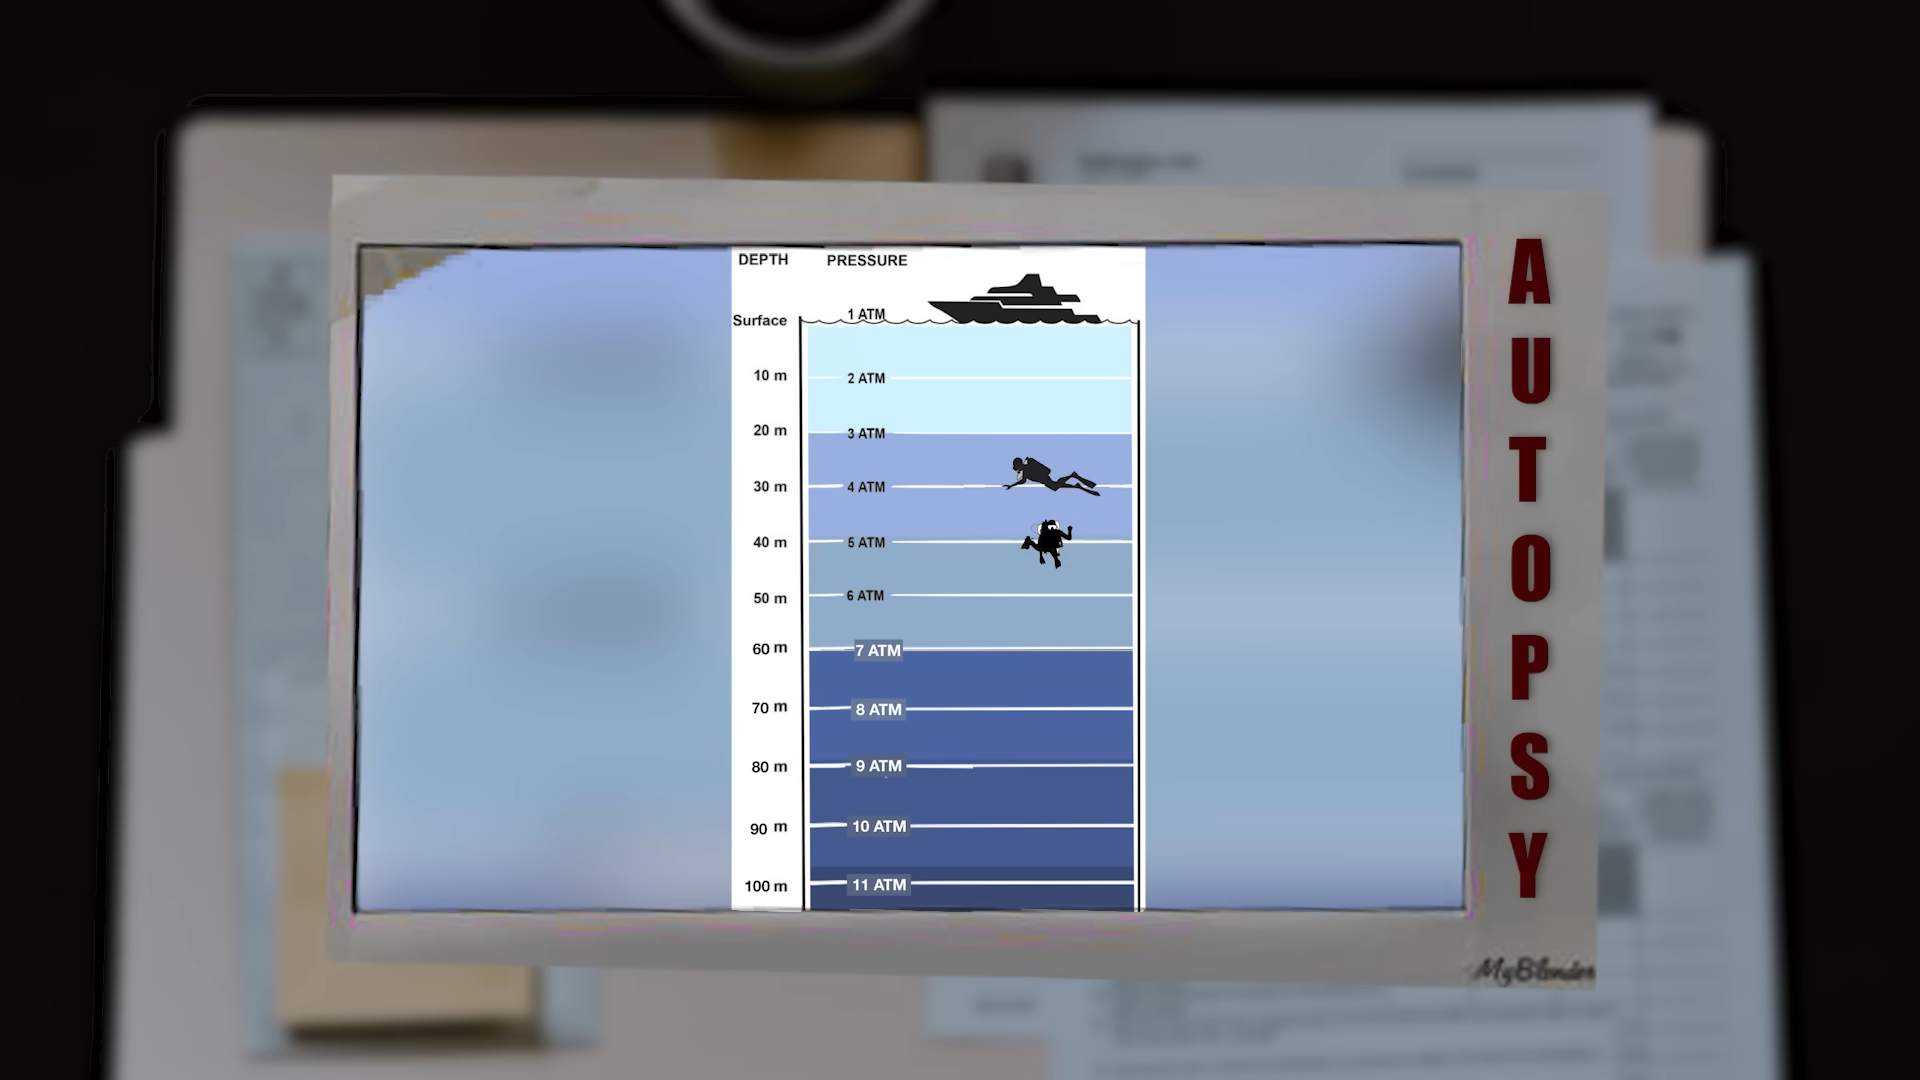 DEPTH PRESSURE
Surface 1 ATM
10 m 2 ATM
20 m 3 ATM
30 m 4 ATM
40 m 5 ATM
50 m 6 ATM
60 m 7 ATM
70 m 8 ATM
80 m 9 ATM
90 m 10 ATM
100 m 11 ATM
AUTOPSY
MyBlender